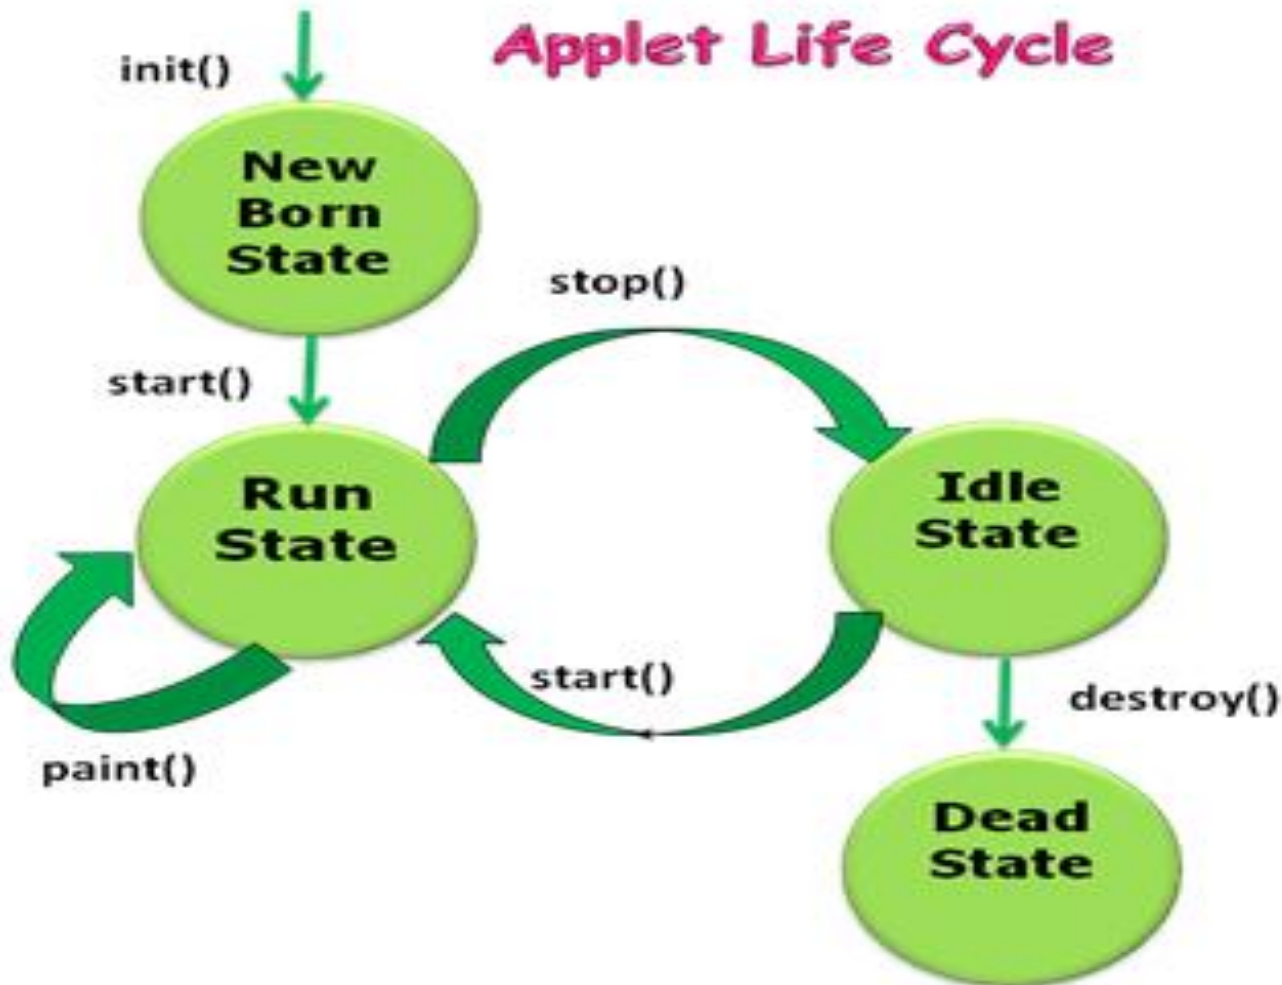 Applet Life Cycle
init()
New
Born
State
stop()
start()
Run
State
Idle
State
start()
destroy()
paint()
Dead
State